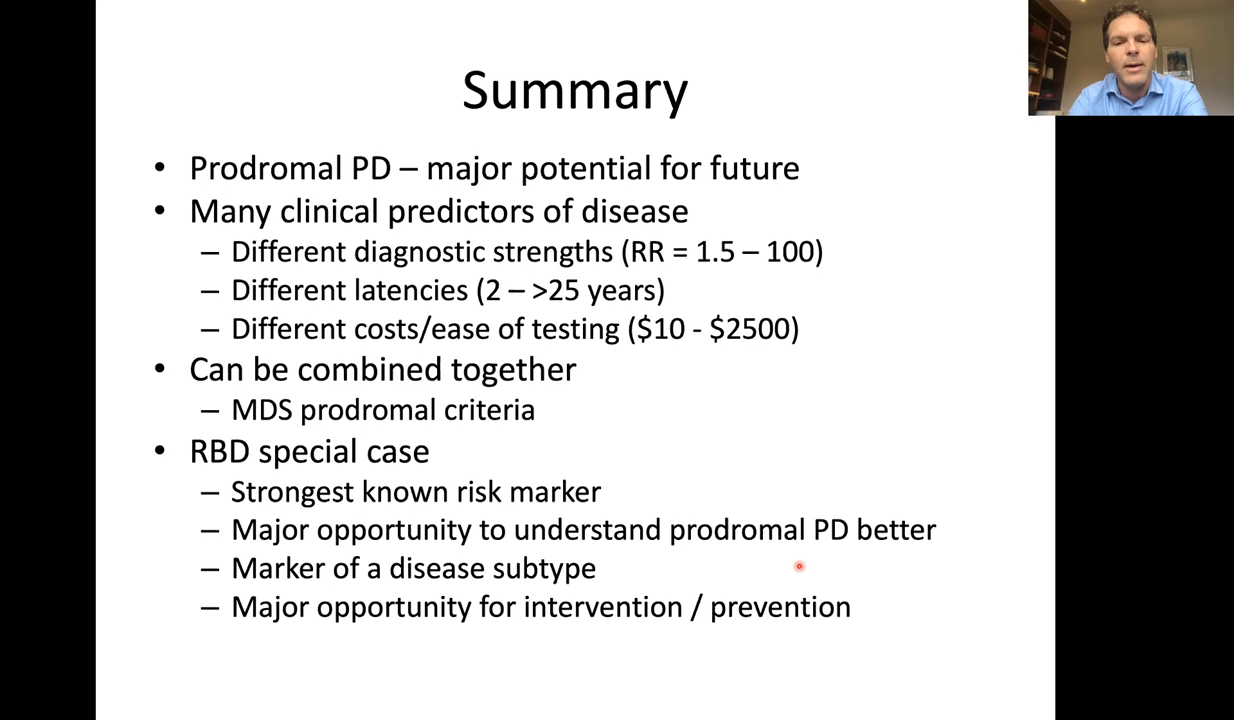 Summary
• Prodromal PD – major potential for future
• Many clinical predictors of disease
– Different diagnostic strengths (RR = 1.5 – 100)
– Different latencies (2 – >25 years)
– Different costs/ease of testing ($10 - $2500)
• Can be combined together
– MDS prodromal criteria
• RBD special case
– Strongest known risk marker
– Major opportunity to understand prodromal PD better
– Marker of a disease subtype
– Major opportunity for intervention / prevention